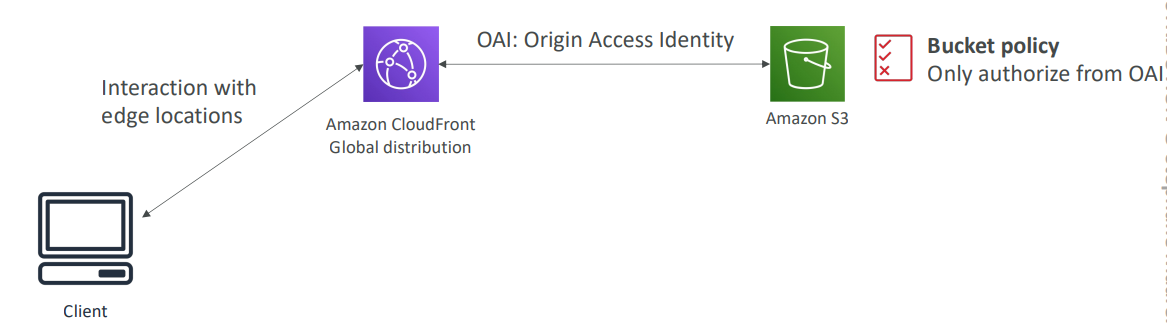 OAI: Origin Access Identity
Bucket policy
Only authorize from OAI
Interaction with
edge locations
Amazon CloudFront
Global distribution
Amazon S3
Client